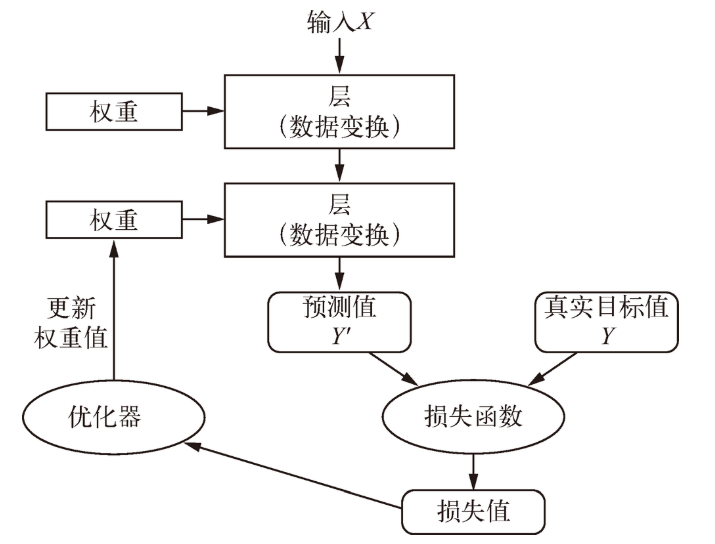 输入X
权重
层
（数据变换）
权重
层
（数据变换）
更新
权重值
预测值
Y′
真实目标值
Y
优化器
损失函数
损失值